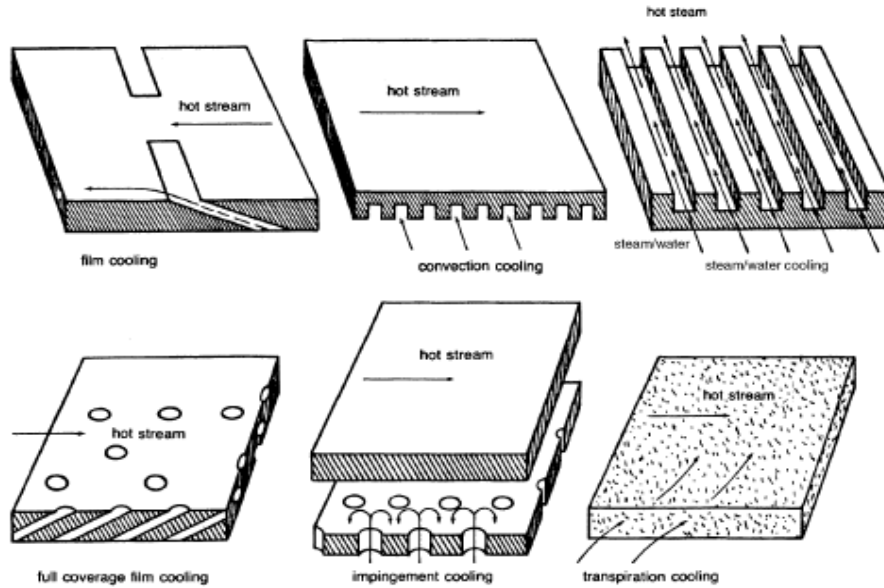 hot steam
hot stream
hot stream
film cooling
convection cooling
steam/water
steam/water cooling
hot stream
hot stream
hot stream
full coverage film cooling
impingement cooling
transpiration cooling